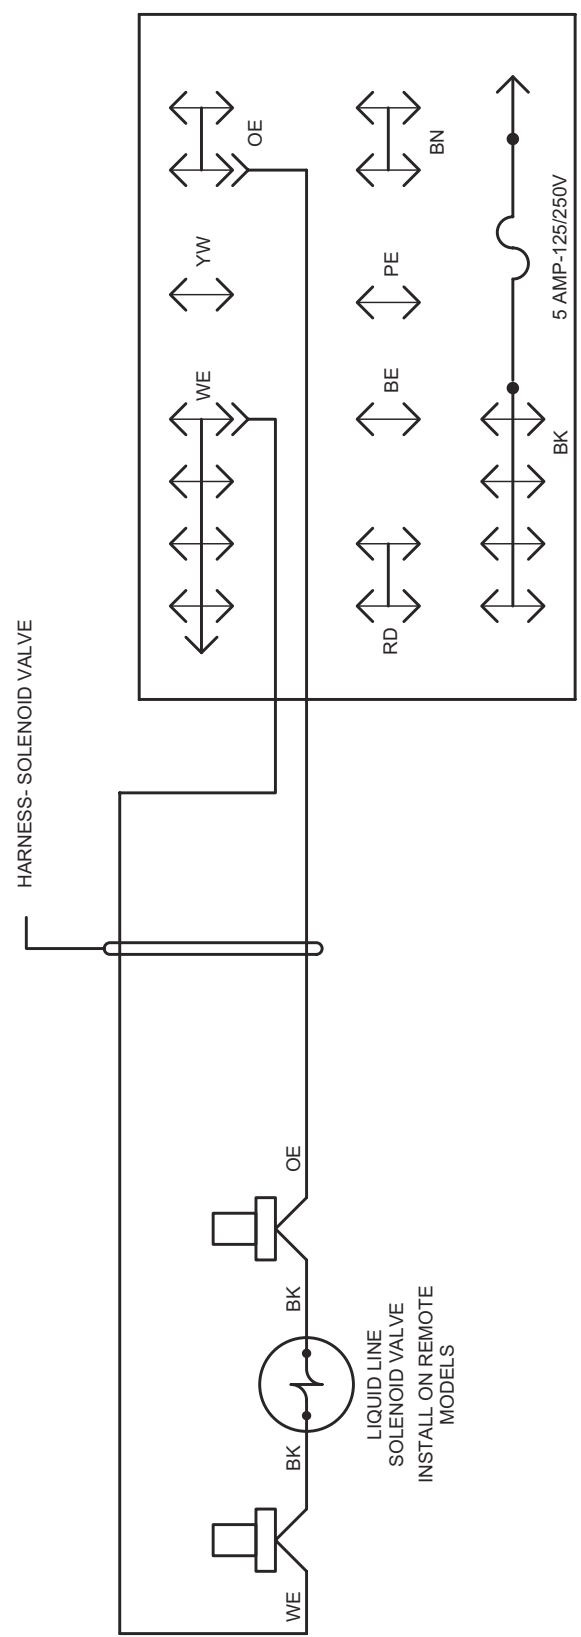 HARNESS- SOLENOID VALVE
WE
YW
OE
WE
BK
BK
OE
LIQUID LINE
SOLENOID VALVE
INSTALL ON REMOTE
MODELS
RD
BE
PE
BN
BK
5 AMP-125/250V